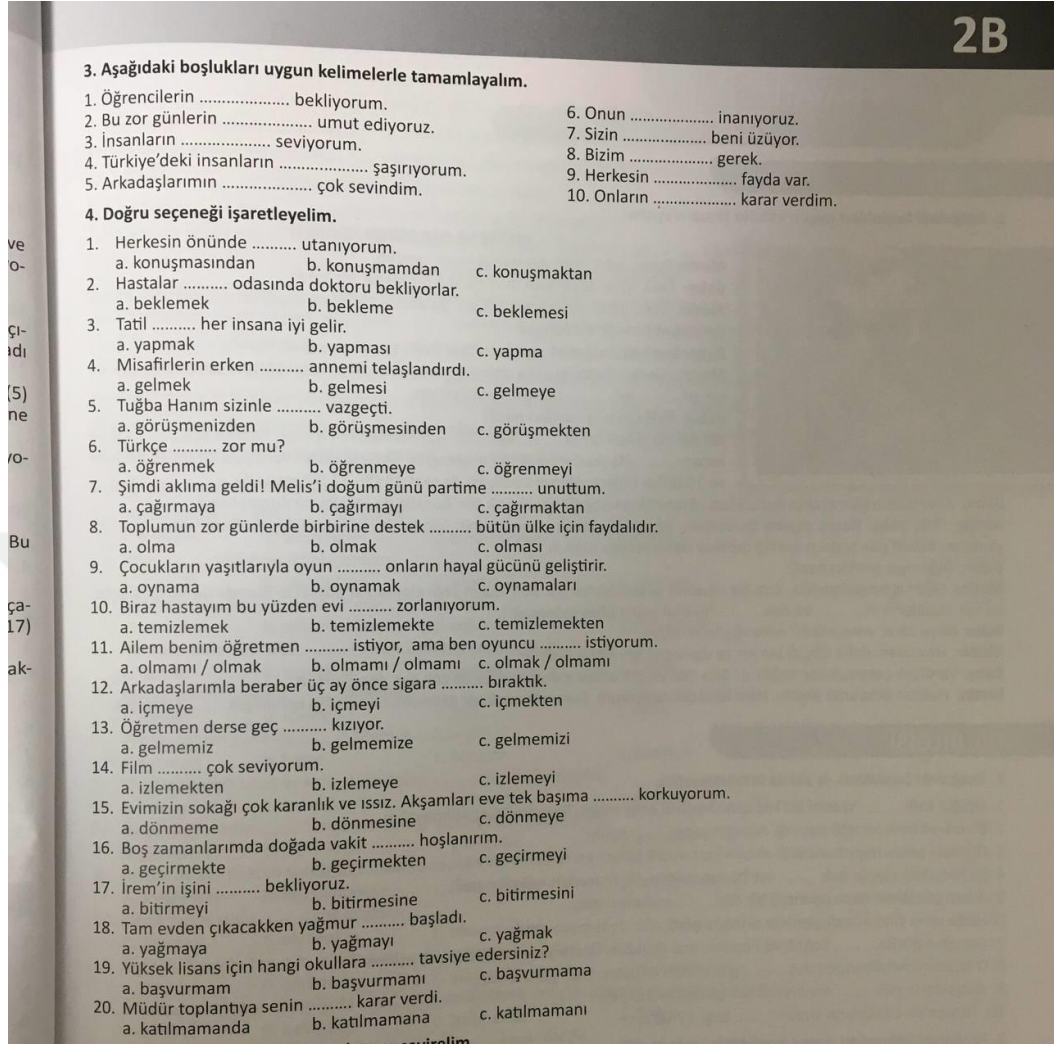 2B
3. Aşağıdaki boşlukları uygun kelimelerle tamamlayalım.
1. Öğrencilerin .................... bekliyorum.
2. Bu zor günlerin .................... umut ediyoruz.
3. İnsanların .................... seviyorum.
4. Türkiye’deki insanların .................... şaşırıyorum.
5. Arkadaşlarımın .................... çok sevindim.
6. Onun ................... inanıyoruz.
7. Sizin ................... beni üzüyor.
8. Bizim ................... gerek.
9. Herkesin ................... fayda var.
10. Onların ................... karar verdim.
4. Doğru seçeneği işaretleyelim.
1. Herkesin önünde .......... utanıyorum.
a. konuşmasından b. konuşmamdan c. konuşmaktan
2. Hastalar .......... odasında doktoru bekliyorlar.
a. beklemek b. bekleme c. beklemesi
3. Tatil .......... her insana iyi gelir.
a. yapmak b. yapması c. yapma
4. Misafirlerin erken .......... annemi telaşlandırdı.
a. gelmek b. gelmesi c. gelmeye
5. Tuğba Hanım sizinle .......... vazgeçti.
a. görüşmenizden b. görüşmesinden c. görüşmekten
6. Türkçe .......... zor mu?
a. öğrenmek b. öğrenmeye c. öğrenmeyi
7. Şimdi aklıma geldi! Melis’i doğum günü partime .......... unuttum.
a. çağırmaya b. çağırmayı c. çağırmaktan
8. Toplumun zor günlerde birbirine destek .......... bütün ülke için faydalıdır.
a. olma b. olmak c. olması
9. Çocukların yaşıtlarıyla oyun .......... onların hayal gücünü geliştirir.
a. oynama b. oynamak c. oynamaları
10. Biraz hastayım bu yüzden evi .......... zorlanıyorum.
a. temizlemek b. temizlemekte c. temizlemekten
11. Ailem benim öğretmen .......... istiyor, ama ben oyuncu .......... istiyorum.
a. olmamı / olmak b. olmamı / olmamı c. olmak / olmamı
12. Arkadaşlarımla beraber üç ay önce sigara .......... bıraktık.
a. içmeye b. içmeyi c. içmekten
13. Öğretmen derse geç .......... kızıyor.
a. gelmemiz b. gelmemize c. gelmemizi
14. Film .......... çok seviyorum.
a. izlemekten b. izlemeye c. izlemeyi
15. Evimizin sokağı çok karanlık ve ıssız. Akşamları eve tek başıma .......... korkuyorum.
a. dönmeme b. dönmesine c. dönmeye
16. Boş zamanlarımda doğada vakit .......... hoşlanırım.
a. geçirmekte b. geçirmekten c. geçirmeyi
17. İrem’in işini .......... bekliyoruz.
a. bitirmeyi b. bitirmesine c. bitirmesini
18. Tam evden çıkacakken yağmur .......... başladı.
a. yağmaya b. yağmayı c. yağmak
19. Yüksek lisans için hangi okullara .......... tavsiye edersiniz?
a. başvurmam b. başvurmamı c. başvurmama
20. Müdür toplantıya senin .......... karar verdi.
a. katılmamanda b. katılmamana c. katılmamanı
ve
o-
çı-
adı
(5)
ne
yo-
Bu
ça-
17)
ak-